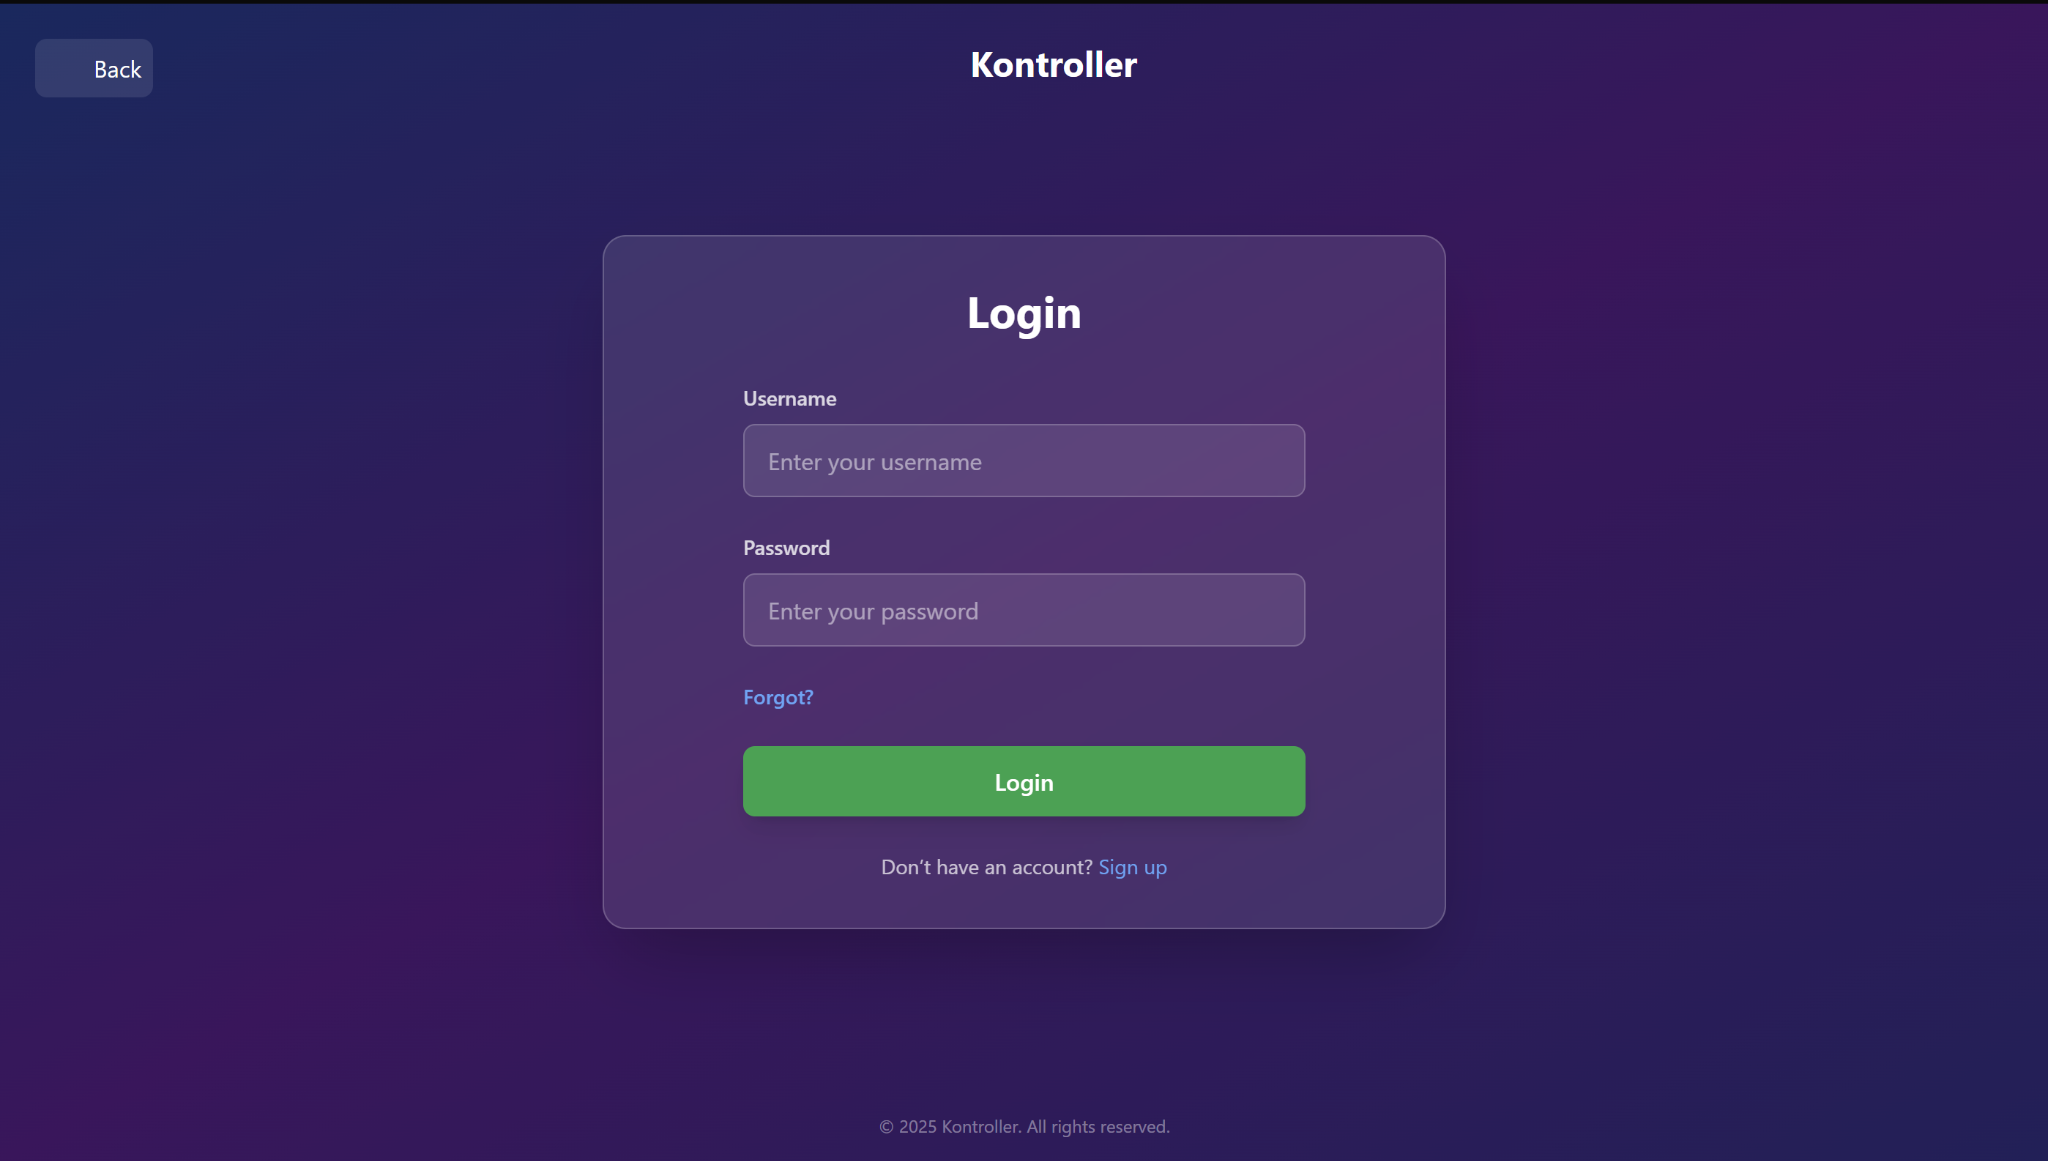 Back
Kontroller
Login
Username
Enter your username
Password
Enter your password
Forgot?
Login
Don't have an account? Sign up
© 2025 Kontroller. All rights reserved.